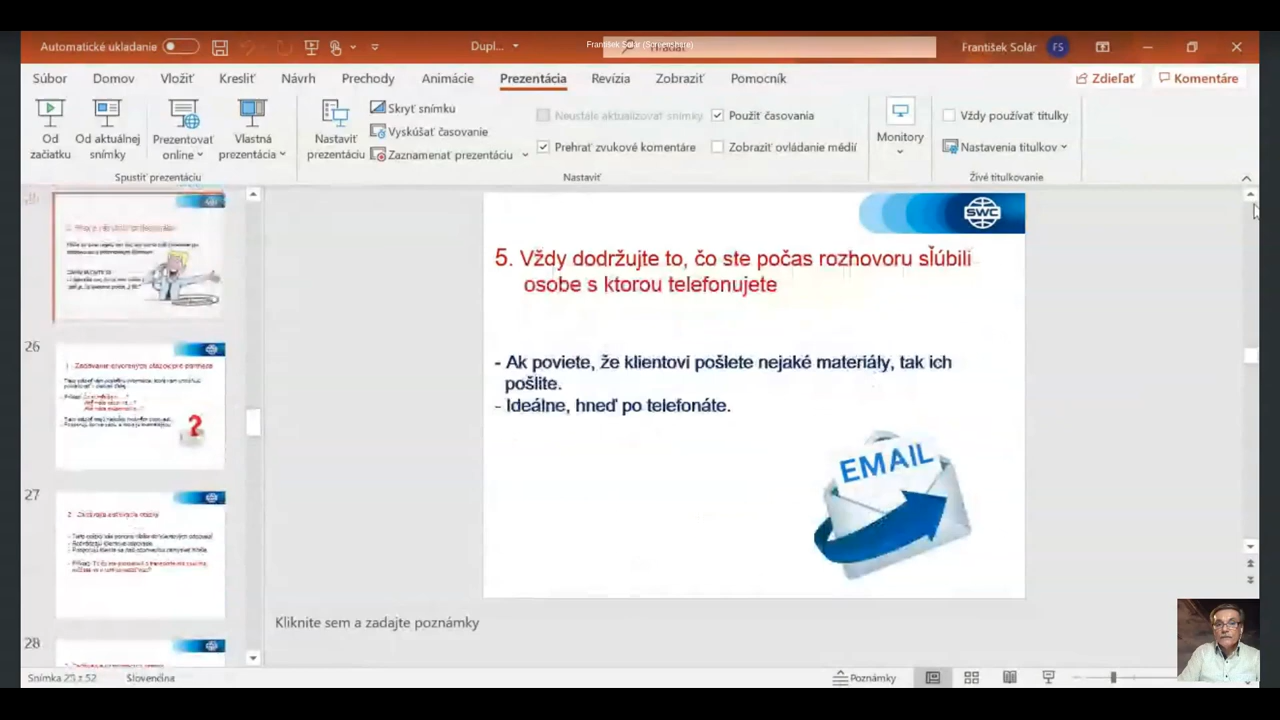 Automatické ukladanie
Dupl...
František Solár (Screenshare)
František Solár
FS
Súbor Domov Vložiť Kresliť Návrh Prechody Animácie Prezentácia Revízia Zobraziť Pomocník
Zdieľať Komentáre
Od začiatku
Od aktuálnej snímky
Prezentovať online
Vlastná prezentácia
Spustiť prezentáciu
Nastaviť prezentáciu
Skryť snímku
Vyskúšať časovanie
Zaznamenať prezentáciu
Neustále aktualizovať snímky
Použiť časovania
Prehrať zvukové komentáre
Zobraziť ovládanie médií
Nastaviť
Monitory
Vždy používať titulky
Nastavenia titulkov
Živé titulkovanie
26
27
28
SWC
5. Vždy dodržujte to, čo ste počas rozhovoru sľúbili
osobe s ktorou telefonujete
- Ak poviete, že klientovi pošlete nejaké materiály, tak ich
pošlite.
- Ideálne, hneď po telefonáte.
EMAIL
Kliknite sem a zadajte poznámky
Snímka 25 z 52
Slovenčina
Poznámky